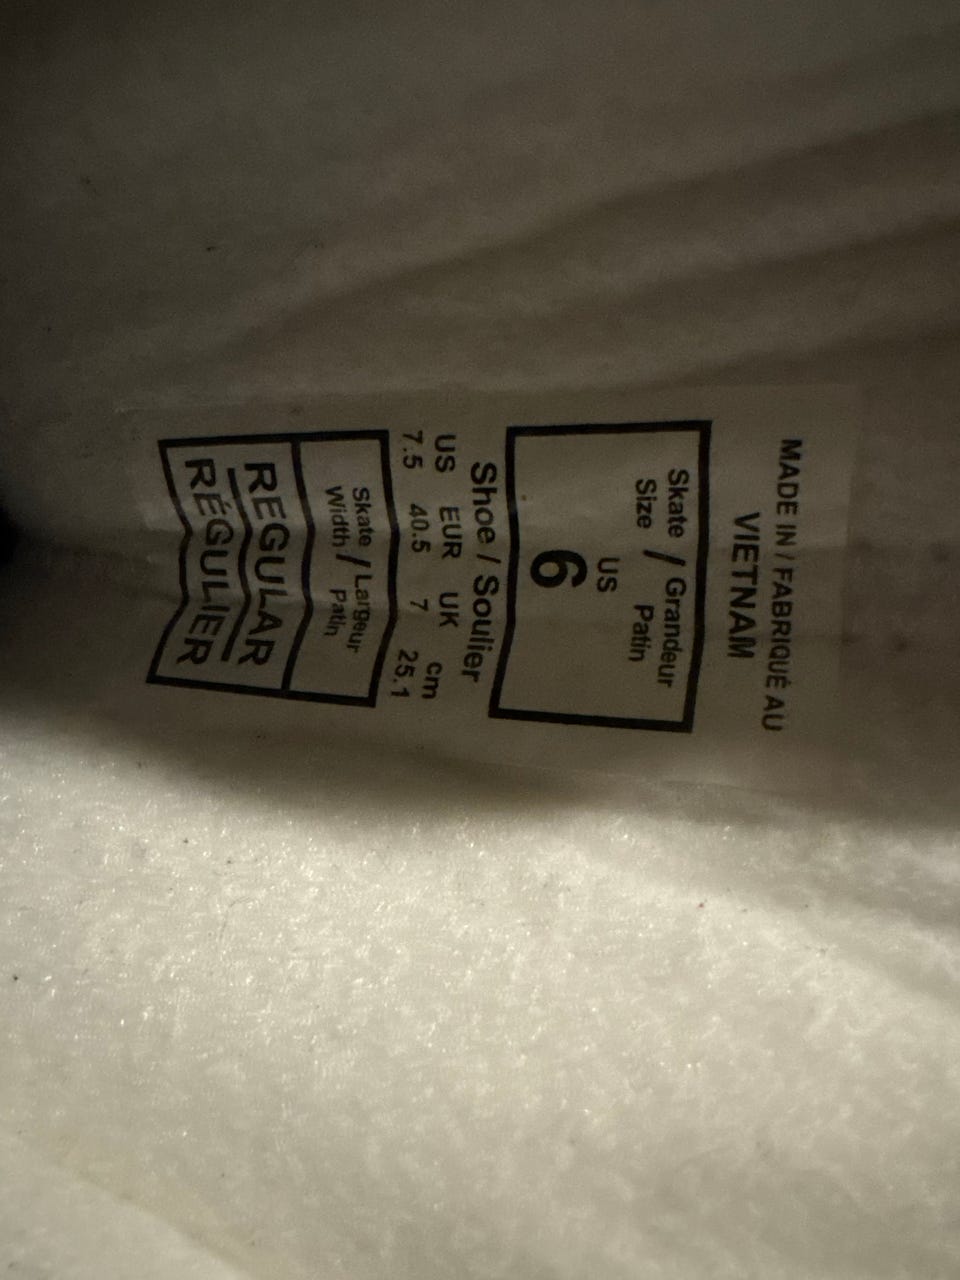 MADE IN / FABRIQUÉ AU
VIETNAM
Skate / Grandeur
Size Patin
US
6
Shoe / Soulier
US EUR UK cm
7.5 40.5 7 25.1
Skate / Largeur
Width Patin
REGULAR
RÉGULIER